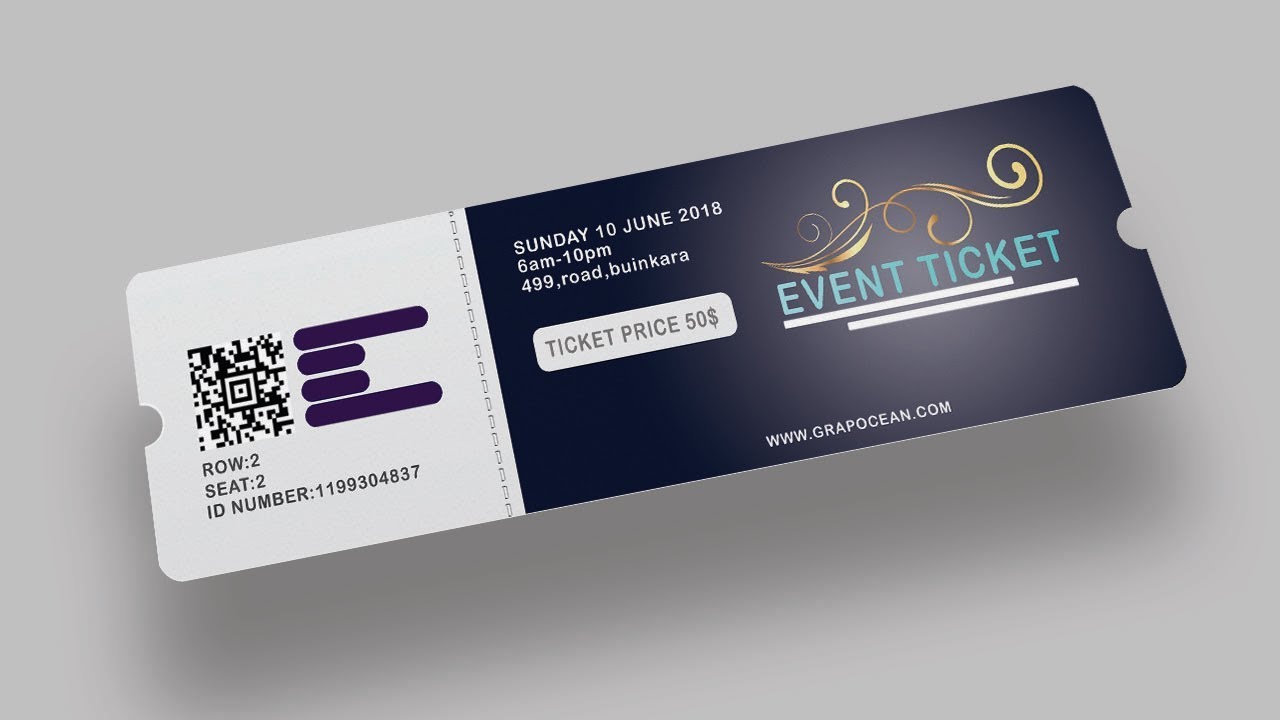 ROW:2
SEAT:2
ID NUMBER:1199304837
SUNDAY 10 JUNE 2018
6am-10pm
499,road,buinkara
TICKET PRICE 50$
EVENT TICKET
WWW.GRAPOCEAN.COM